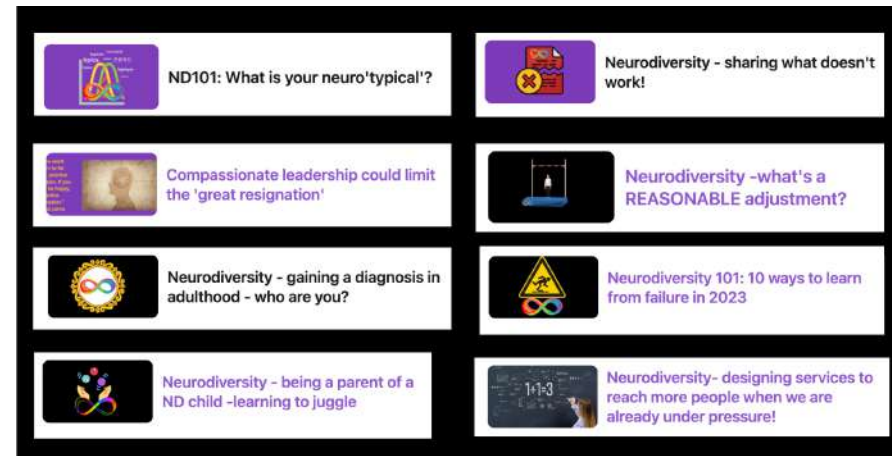 ND101: What is your neuro'typical'?
Neurodiversity - sharing what doesn't
work!
Compassionate leadership could limit
the 'great resignation'
Neurodiversity -what's a
REASONABLE adjustment?
Neurodiversity - gaining a diagnosis in
adulthood - who are you?
Neurodiversity 101: 10 ways to learn
from failure in 2023
Neurodiversity - being a parent of a
ND child -learning to juggle
1+1=3
Neurodiversity- designing services to
reach more people when we are
already under pressure!